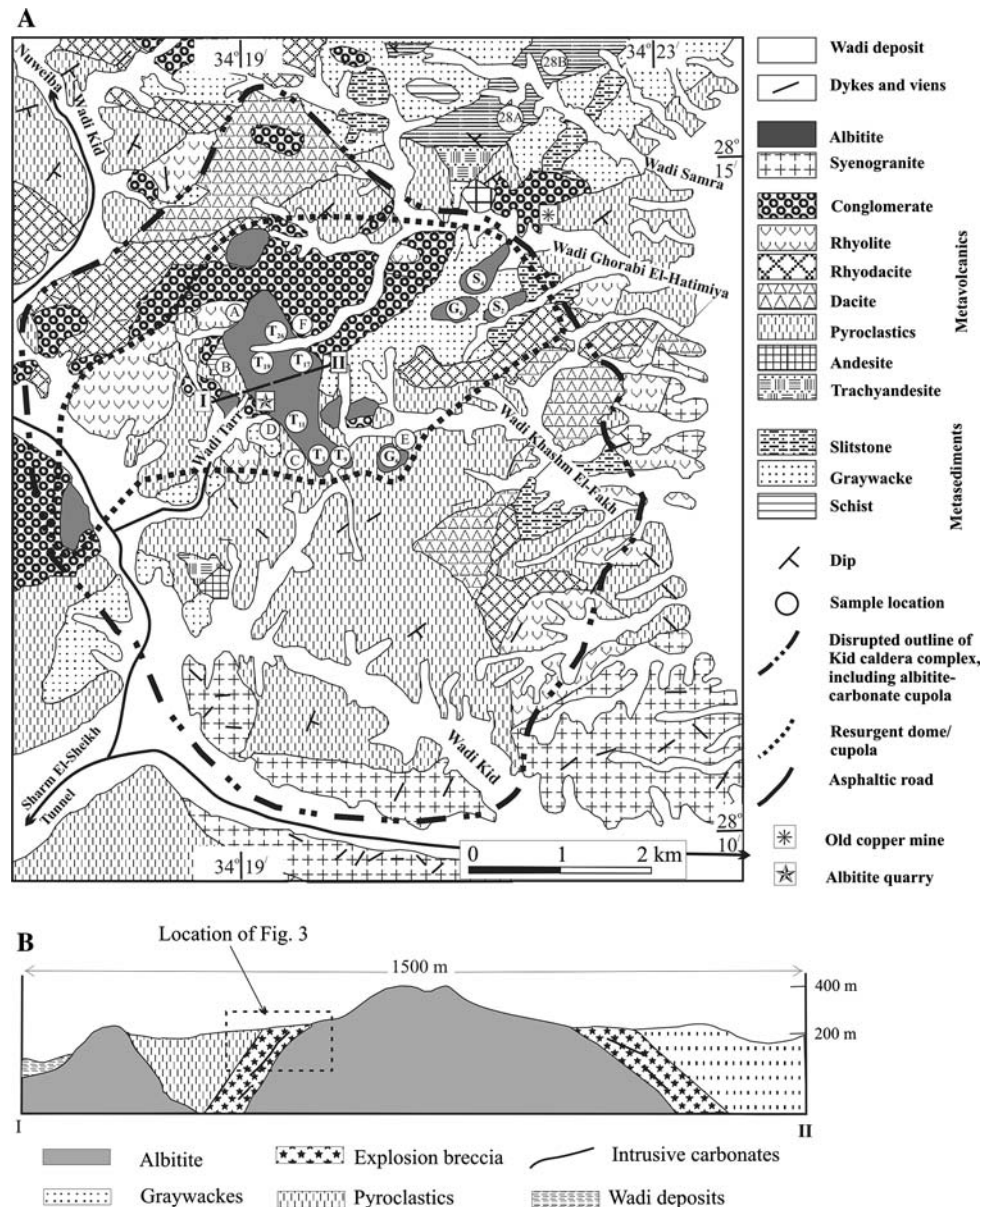 A
34° 19′
34° 23′
Nuweiba
Wadi Kid
28B
28A
28°
15′
Wadi Samra
Wadi Ghorabi El-Hatimiya
S
S
G
A
T
F
B
T
T
II
I
Wadi Tarr
D
T
C
T
T
G
E
Wadi Khashm El-Fakh
Wadi Kid
Sharm El-Sheikh
Tunnel
28°
10′
34° 19′
0 1 2 km
Wadi deposit
Dykes and viens
Albitite
Syenogranite
Conglomerate
Rhyolite
Rhyodacite
Dacite
Pyroclastics
Andesite
Trachyandesite
Metavolcanics
Slitstone
Graywacke
Schist
Metasediments
Dip
Sample location
Disrupted outline of
Kid caldera complex,
including albitite-
carbonate cupola
Resurgent dome/
cupola
Asphaltic road
Old copper mine
Albitite quarry
B
Location of Fig. 3
1500 m
400 m
200 m
I
II
Albitite
Explosion breccia
Intrusive carbonates
Graywackes
Pyroclastics
Wadi deposits